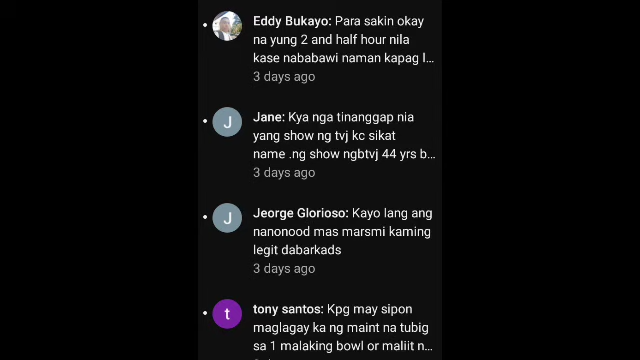 Eddy Bukayo: Para sakin okay
na yung 2 and half hour nila
kase nababawi naman kapag l...
3 days ago
J
Jane: Kya nga tinanggap nia
yang show ng tvj kc sikat
name .ng show ngbtvj 44 yrs b...
3 days ago
J
Jeorge Glorioso: Kayo lang ang
nanonood mas marsmi kaming
legit dabarkads
3 days ago
t
tony santos: Kpg may sipon
maglagay ka ng maint na tubig
sa 1 malaking bowl or maliit n...